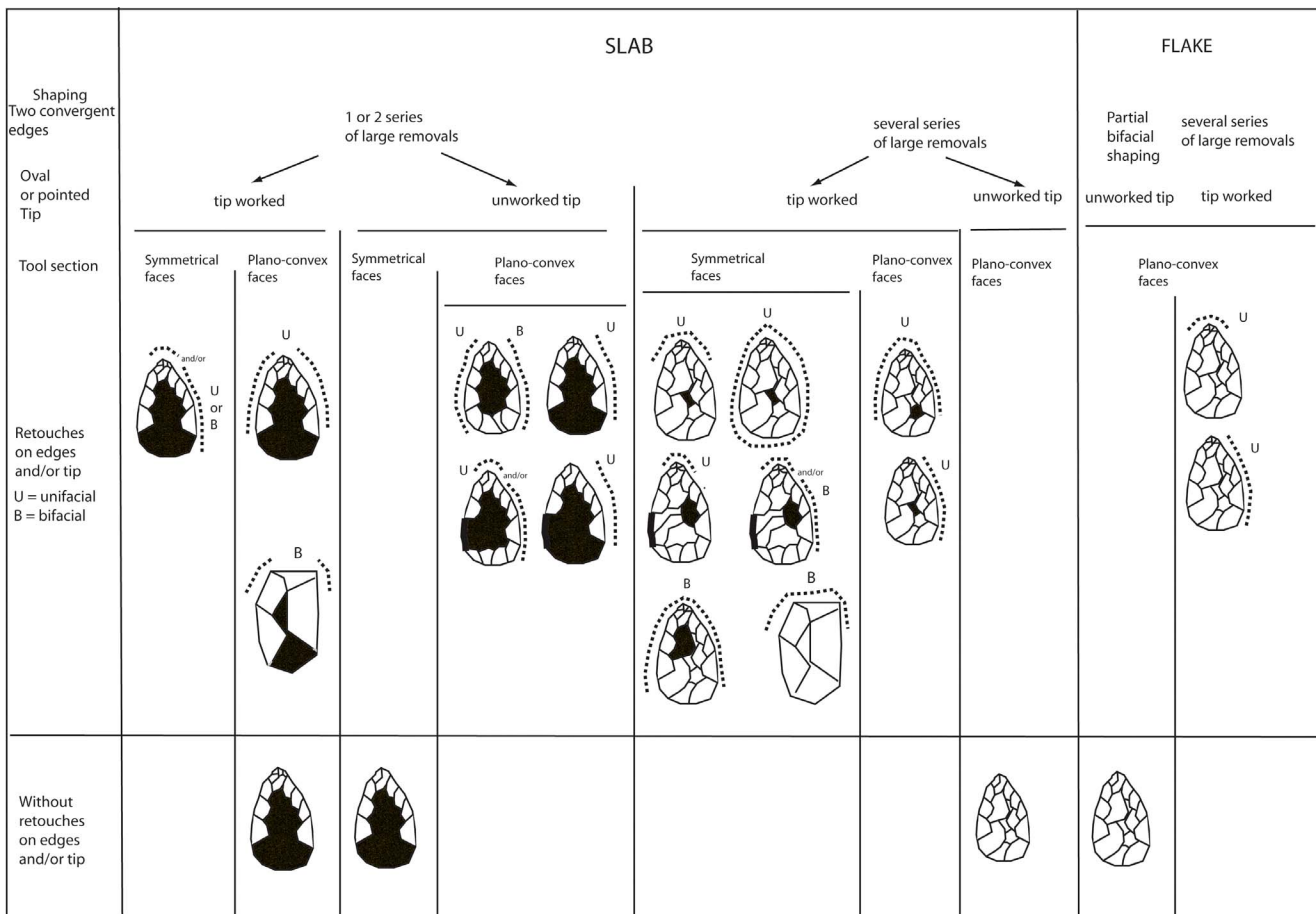 SLAB
FLAKE
Shaping
Two convergent
edges
1 or 2 series
of large removals
several series
of large removals
Partial
bifacial
shaping
several series
of large removals
Oval
or pointed
Tip
tip worked
unworked tip
tip worked
unworked tip
unworked tip
tip worked
Tool section
Symmetrical
faces
Plano-convex
faces
Symmetrical
faces
Plano-convex
faces
Symmetrical
faces
Plano-convex
faces
Plano-convex
faces
Plano-convex
faces
Retouches
on edges
and/or tip
U = unifacial
B = bifacial
and/or
U
or
B
U
B
U
B
U
U
and/or
U
U
U
U
and/or
B
B
B
U
U
U
U
Without
retouches
on edges
and/or tip